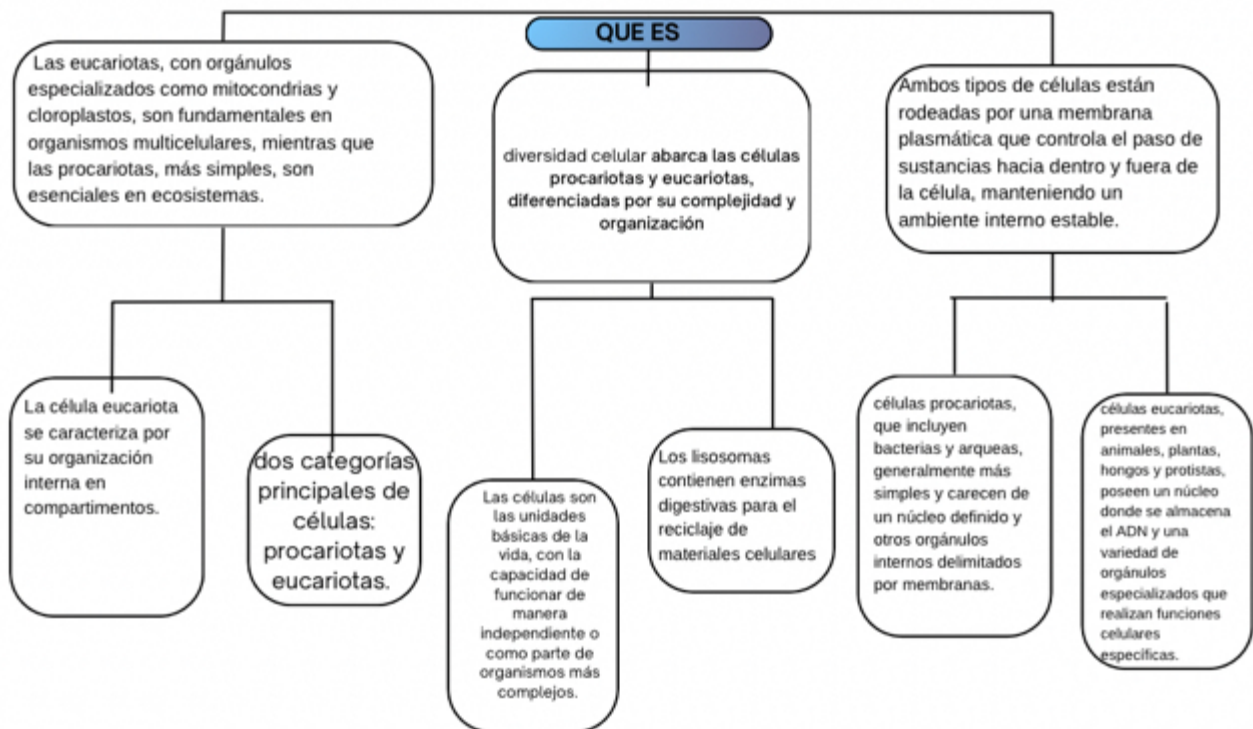 QUE ES
Las eucariotas, con orgánulos
especializados como mitocondrias y
cloroplastos, son fundamentales en
organismos multicelulares, mientras que
las procariotas, más simples, son
esenciales en ecosistemas.
diversidad celular abarca las células
procariotas y eucariotas,
diferenciadas por su complejidad y
organización
Ambos tipos de células están
rodeadas por una membrana
plasmática que controla el paso de
sustancias hacia dentro y fuera de
la célula, manteniendo un
ambiente interno estable.
La célula eucariota
se caracteriza por
su organización
interna en
compartimentos.
dos categorías
principales de
células:
procariotas y
eucariotas.
Las células son
las unidades
básicas de la
vida, con la
capacidad de
funcionar de
manera
independiente o
como parte de
organismos más
complejos.
Los lisosomas
contienen enzimas
digestivas para el
reciclaje de
materiales celulares
células procariotas,
que incluyen
bacterias y arqueas,
generalmente más
simples y carecen de
un núcleo definido y
otros orgánulos
internos delimitados
por membranas.
células eucariotas,
presentes en
animales, plantas,
hongos y protistas,
poseen un núcleo
donde se almacena
el ADN y una
variedad de
orgánulos
especializados que
realizan funciones
celulares
específicas.